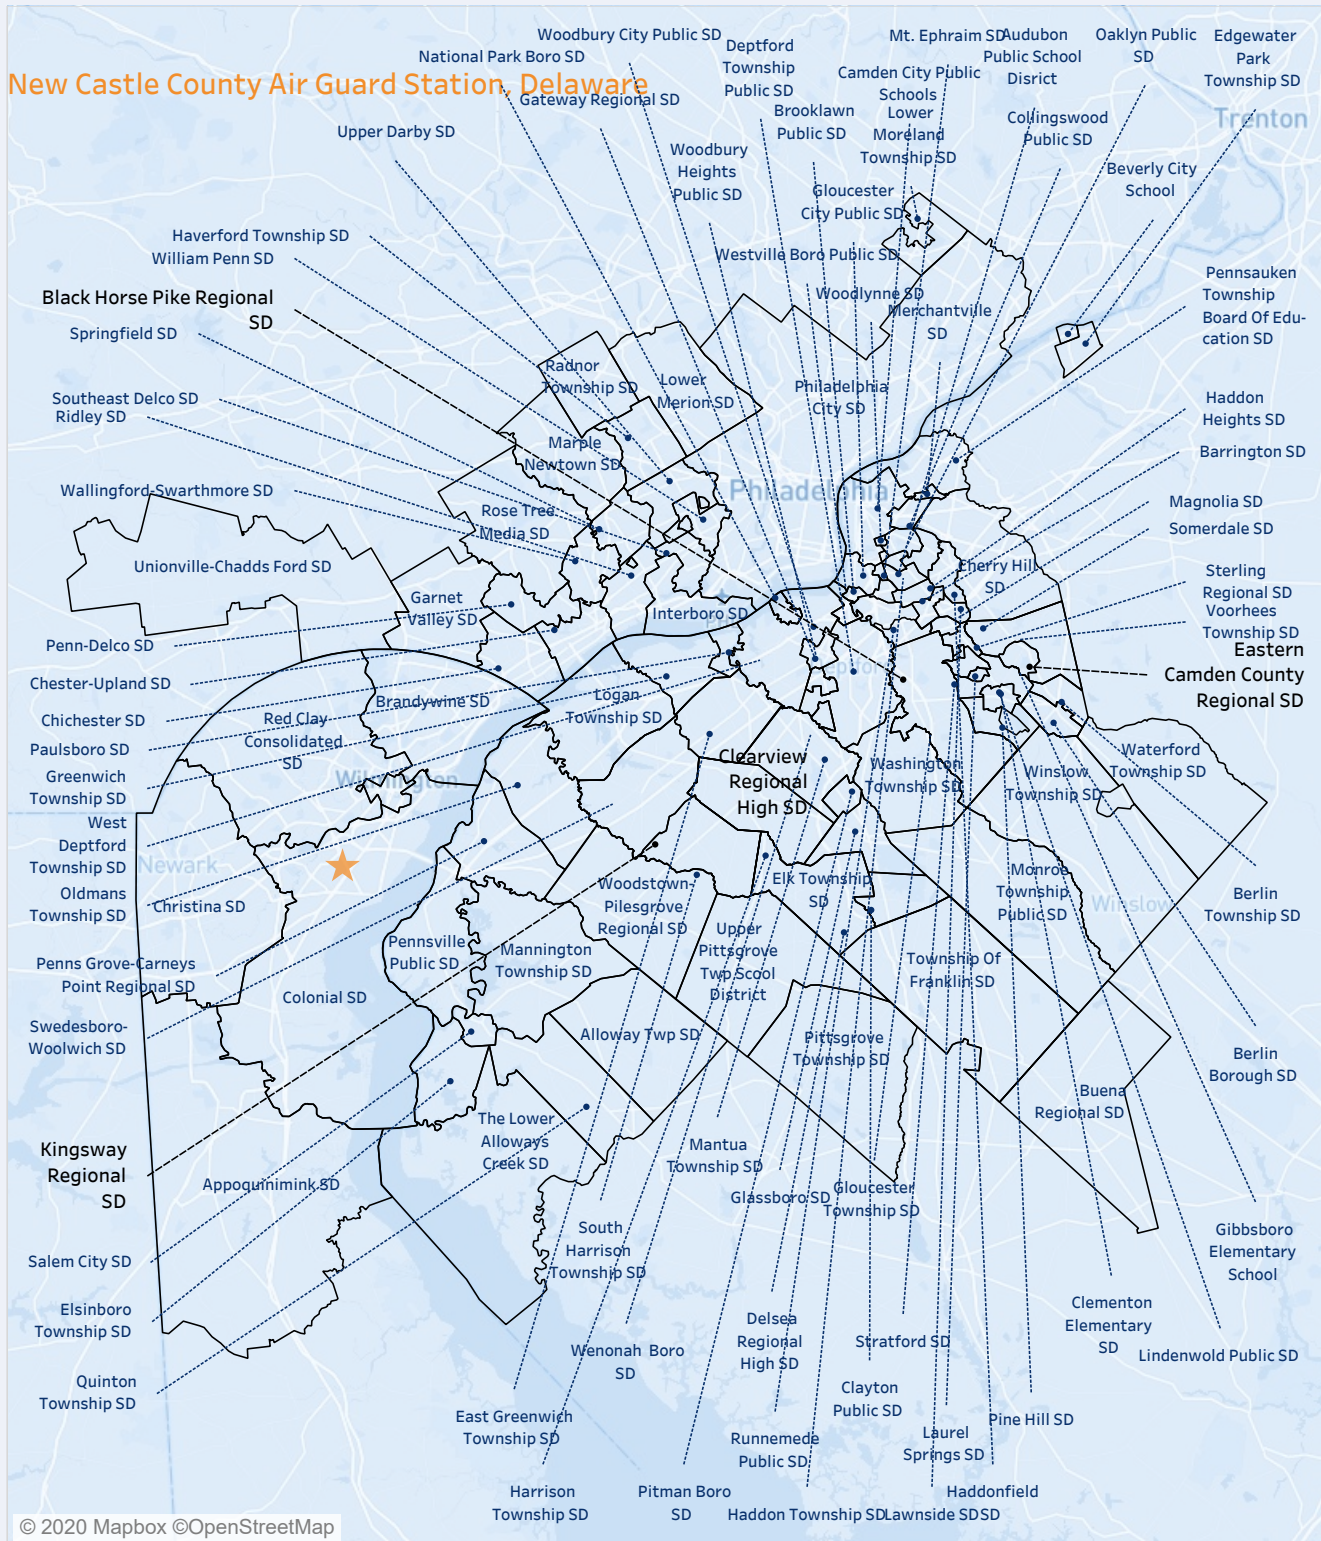 New Castle County Air Guard Station, Delaware
Woodbury City Public SD
National Park Boro SD
Gateway Regional SD
Upper Darby SD
Deptford
Township
Public SD
Mt. Ephraim SD
Audubon
Public School
Disrict
Oaklyn Public
SD
Edgewater
Park
Township SD
Camden City Public
Schools
Brooklawn
Public SD
Lower
Moreland
Township SD
Collingswood
Public SD
Trenton
Woodbury
Heights
Public SD
Beverly City
School
Gloucester
City Public SD
Haverford Township SD
William Penn SD
Westville Boro Public SD
Black Horse Pike Regional
SD
Woodlynne SD
Merchantville
SD
Pennsauken
Township
Board Of Edu-
cation SD
Springfield SD
Radnor
Township SD
Lower
Merion SD
Philadelphia
City SD
Southeast Delco SD
Ridley SD
Haddon
Heights SD
Marple
Newtown SD
Barrington SD
Wallingford-Swarthmore SD
Philadelphia
Magnolia SD
Rose Tree
Media SD
Somerdale SD
Unionville-Chadds Ford SD
Cherry Hill
SD
Sterling
Regional SD
Garnet
Valley SD
Interboro SD
Voorhees
Township SD
Penn-Delco SD
Eastern
Camden County
Regional SD
Chester-Upland SD
Brandywine SD
Logan
Township SD
Chichester SD
Red Clay
Consolidated
SD
Paulsboro SD
Greenwich
Township SD
Wilmington
Clearview
Regional
High SD
Washington
Township SD
Winslow
Township SD
Waterford
Township SD
West
Deptford
Township SD
Newark
Oldmans
Township SD
Christina SD
Woodstown-
Pilesgrove
Regional SD
Elk Township
SD
Monroe
Township
Public SD
Winslow
Berlin
Township SD
Penns Grove-Carneys
Point Regional SD
Pennsville
Public SD
Mannington
Township SD
Upper
Pittsgrove
Twp Scool
District
Township Of
Franklin SD
Colonial SD
Swedesboro-
Woolwich SD
Alloway Twp SD
Pittsgrove
Township SD
Berlin
Borough SD
Buena
Regional SD
The Lower
Alloways
Creek SD
Kingsway
Regional
SD
Mantua
Township SD
Appoquinimink SD
Glassboro SD
Gloucester
Township SD
Salem City SD
South
Harrison
Township SD
Gibbsboro
Elementary
School
Elsinboro
Township SD
Wenonah Boro
SD
Delsea
Regional
High SD
Stratford SD
Clementon
Elementary
SD
Lindenwold Public SD
Quinton
Township SD
Clayton
Public SD
East Greenwich
Township SD
Runnemede
Public SD
Laurel
Springs SD
Pine Hill SD
Harrison
Township SD
Pitman Boro
SD
Haddon Township SD
Lawnside SD
Haddonfield
SD
© 2020 Mapbox ©OpenStreetMap